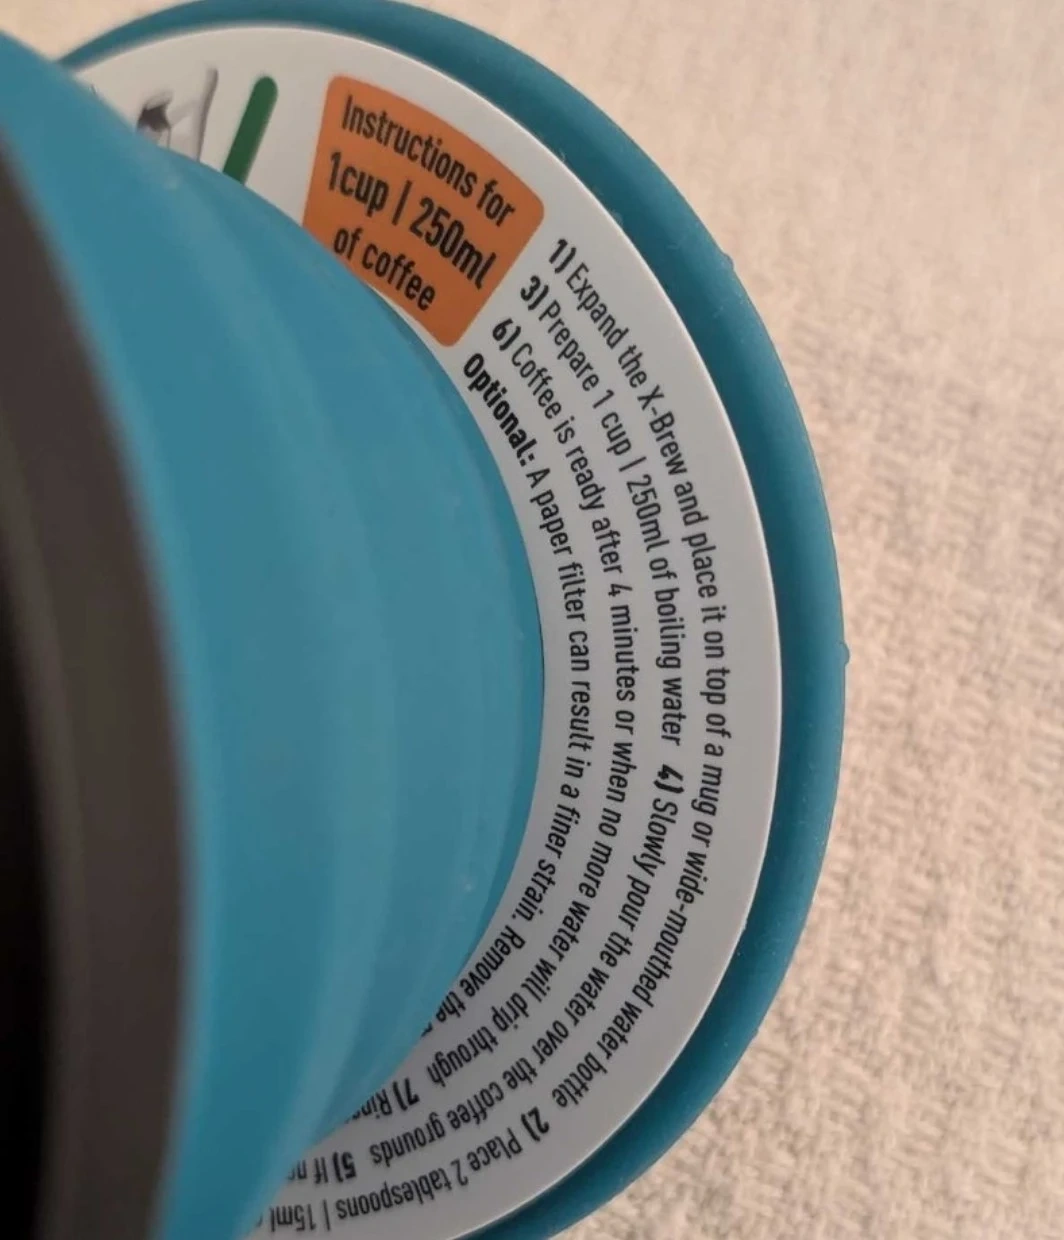 Instructions for
1cup | 250ml
of coffee
1) Expand the X-Brew and place it on top of a mug or wide-mouthed water bottle 2) Place 2 tablespoons | 15ml
3) Prepare 1 cup | 250ml of boiling water 4) Slowly pour the water over the coffee grounds 5) If
6) Coffee is ready after 4 minutes or when no more water will drip through 7)
Optional: A paper filter can result in a finer strain. Remove the